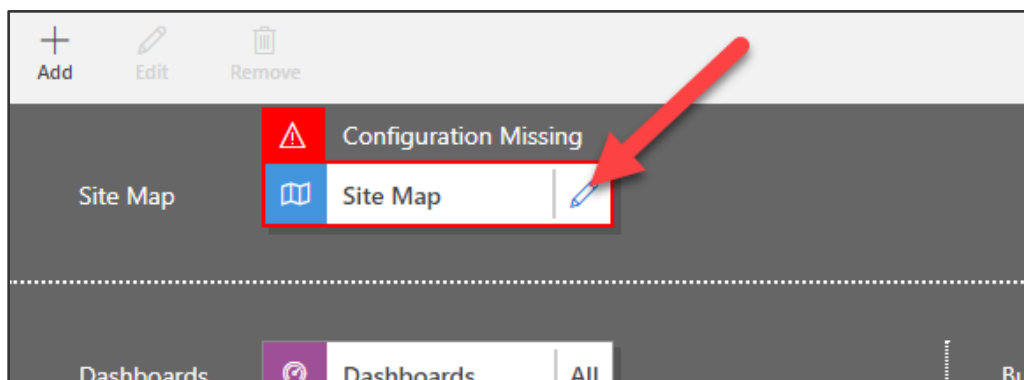 Add Edit Remove
Configuration Missing
Site Map Site Map
Dashboards Dashboards All